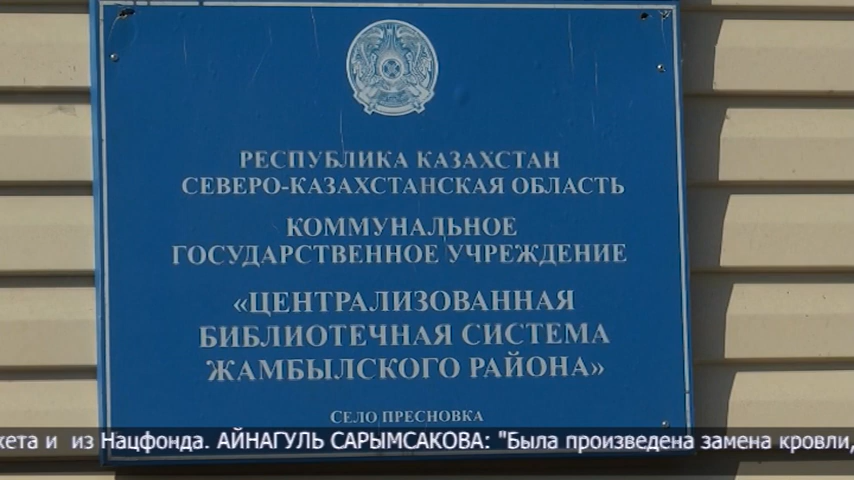 РЕСПУБЛИКА КАЗАХСТАН
СЕВЕРО-КАЗАХСТАНСКАЯ ОБЛАСТЬ
КОММУНАЛЬНОЕ
ГОСУДАРСТВЕННОЕ УЧРЕЖДЕНИЕ
«ЦЕНТРАЛИЗОВАННАЯ
БИБЛИОТЕЧНАЯ СИСТЕМА
ЖАМБЫЛСКОГО РАЙОНА»
СЕЛО ПРЕСНОВКА
и из Нацфонда. АЙНАГУЛЬ САРЫМСАКОВА: "Была произведена замена кровли,